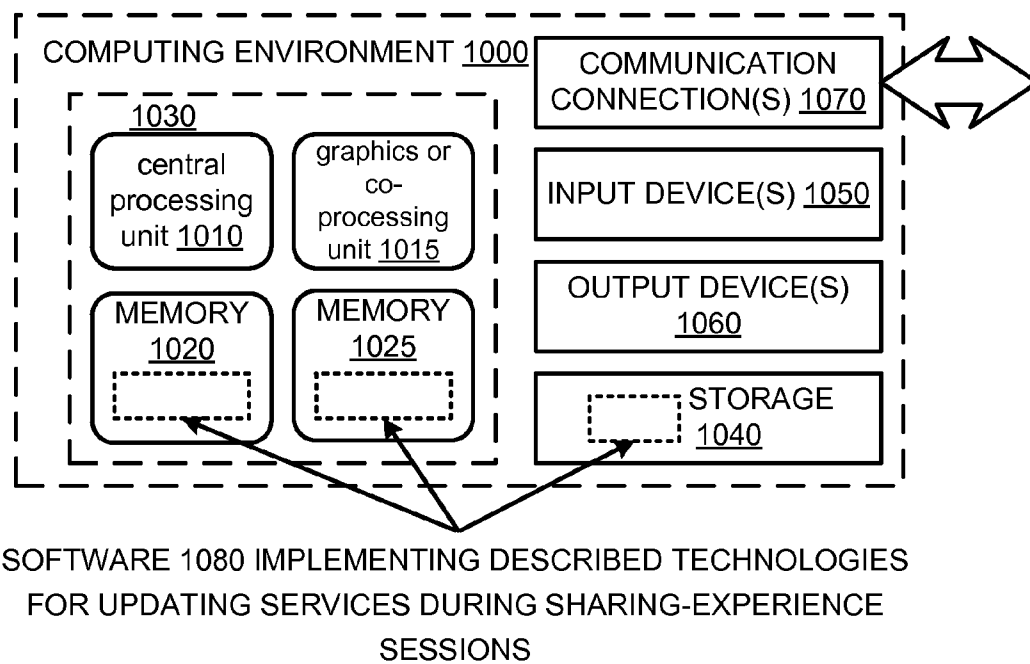 COMPUTING ENVIRONMENT 1000
1030
central
processing
unit 1010
graphics or
co-
processing
unit 1015
MEMORY
1020
MEMORY
1025
COMMUNICATION
CONNECTION(S) 1070
INPUT DEVICE(S) 1050
OUTPUT DEVICE(S)
1060
STORAGE
1040
SOFTWARE 1080 IMPLEMENTING DESCRIBED TECHNOLOGIES
FOR UPDATING SERVICES DURING SHARING-EXPERIENCE
SESSIONS